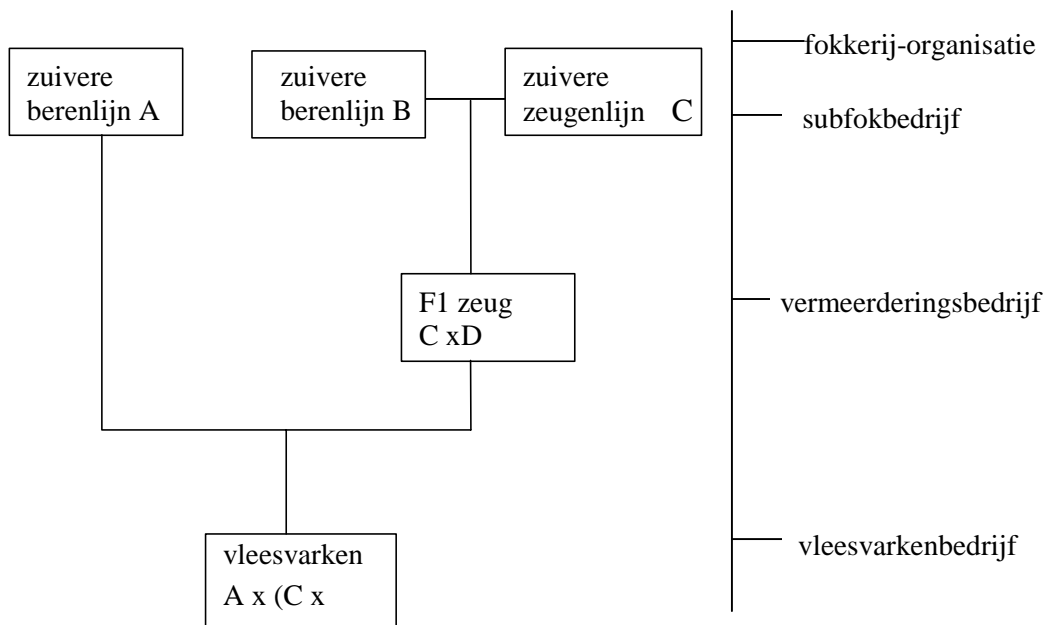 zuivere
berenlijn A
zuivere
berenlijn B
zuivere
zeugenlijn C
fokkerij-organisatie
subfokbedrijf
F1 zeug
C xD
vermeerderingsbedrijf
vleesvarken
A x (C x
vleesvarkenbedrijf